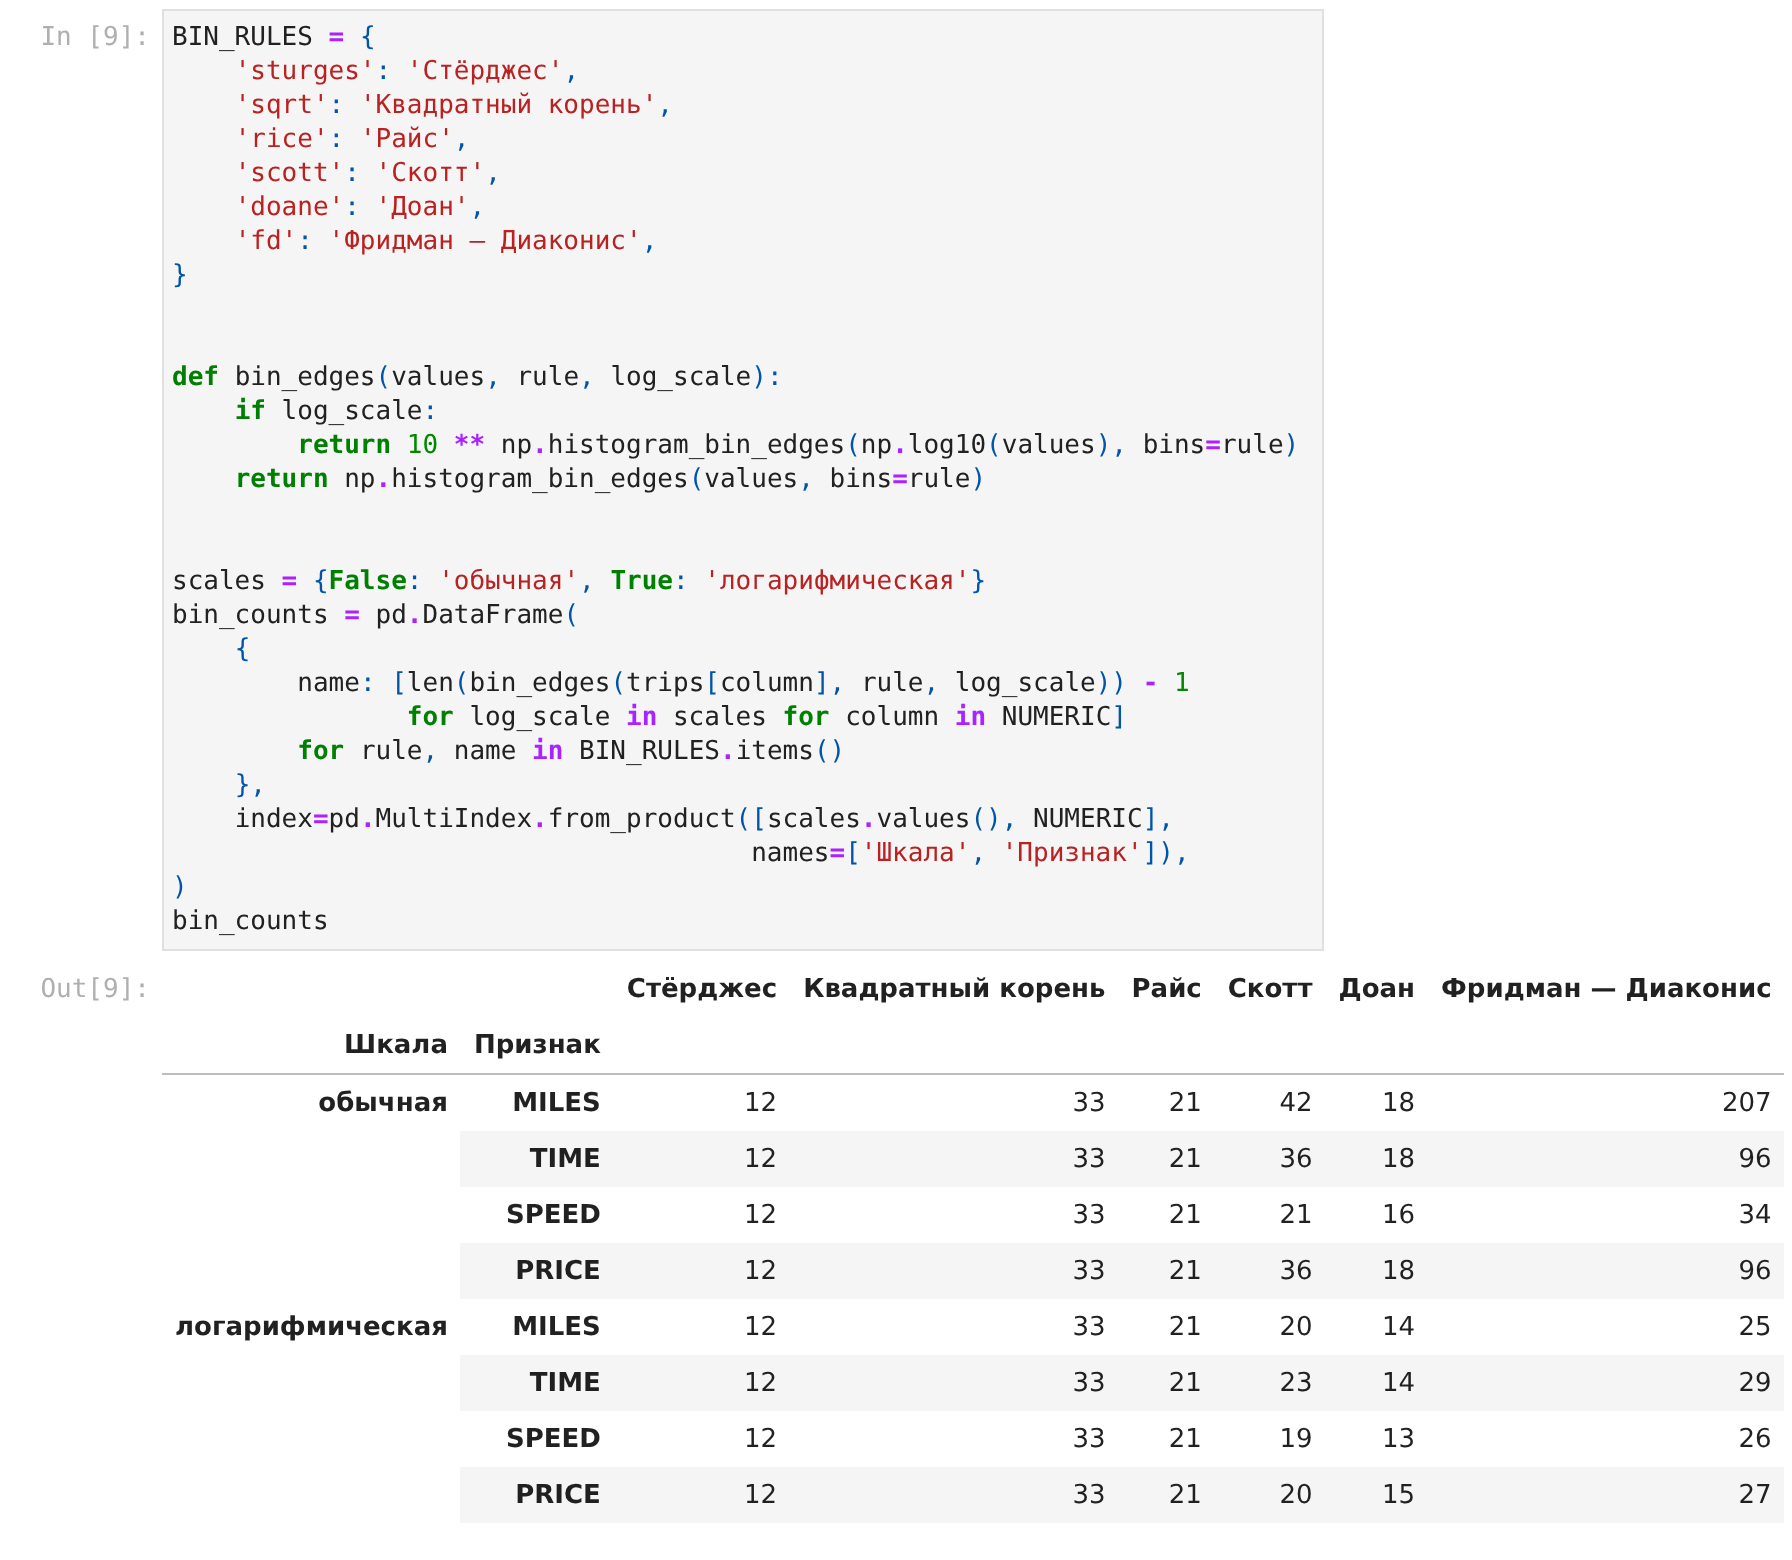 In [9]:
BIN_RULES = {
    'sturges': 'Стёрджес',
    'sqrt': 'Квадратный корень',
    'rice': 'Райс',
    'scott': 'Скотт',
    'doane': 'Доан',
    'fd': 'Фридман — Диаконис',
}
def bin_edges(values, rule, log_scale):
    if log_scale:
        return 10 ** np.histogram_bin_edges(np.log10(values), bins=rule)
    return np.histogram_bin_edges(values, bins=rule)
scales = {False: 'обычная', True: 'логарифмическая'}
bin_counts = pd.DataFrame(
    {
        name: [len(bin_edges(trips[column], rule, log_scale)) - 1
               for log_scale in scales for column in NUMERIC]
        for rule, name in BIN_RULES.items()
    },
    index=pd.MultiIndex.from_product([scales.values(), NUMERIC],
                                     names=['Шкала', 'Признак']),
)
bin_counts
Out[9]:
Стёрджес Квадратный корень Райс Скотт Доан Фридман — Диаконис
Шкала Признак
обычная MILES 12 33 21 42 18 207
TIME 12 33 21 36 18 96
SPEED 12 33 21 21 16 34
PRICE 12 33 21 36 18 96
логарифмическая MILES 12 33 21 20 14 25
TIME 12 33 21 23 14 29
SPEED 12 33 21 19 13 26
PRICE 12 33 21 20 15 27